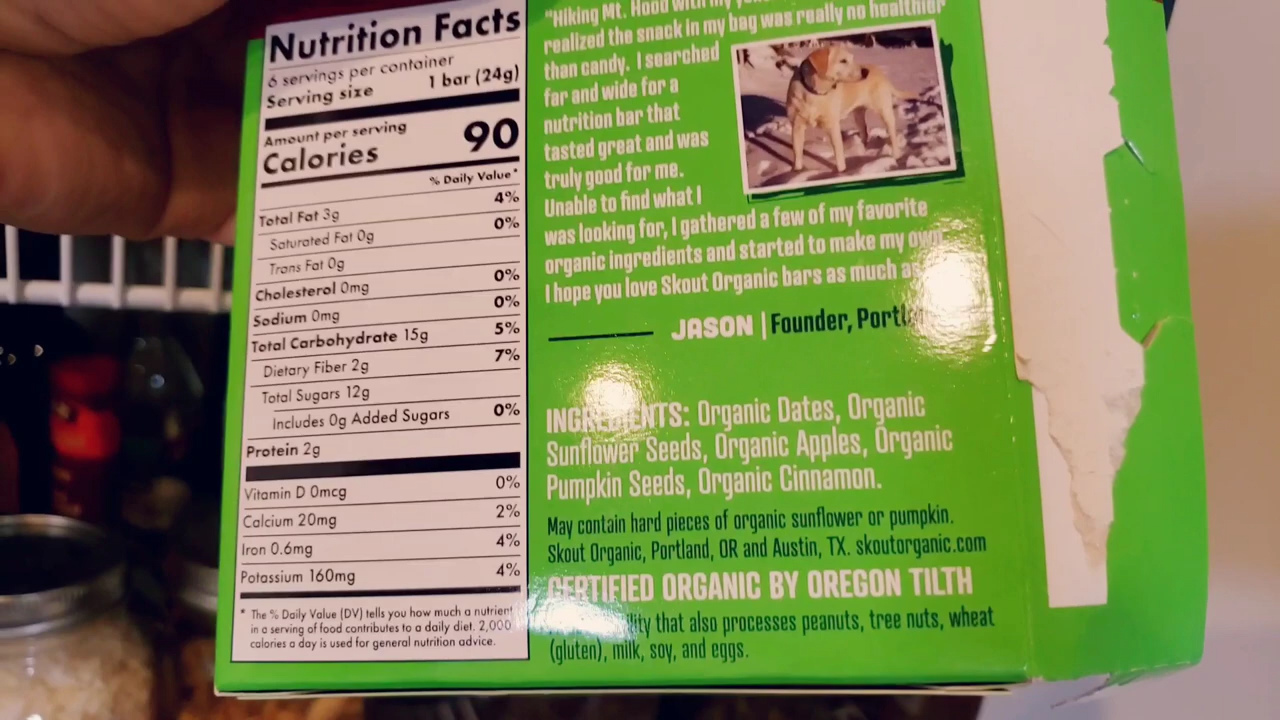 Nutrition Facts
6 servings per container
Serving size 1 bar (24g)
Amount per serving
Calories 90
% Daily Value*
Total Fat 3g 4%
Saturated Fat 0g 0%
Trans Fat 0g
Cholesterol 0mg 0%
Sodium 0mg 0%
Total Carbohydrate 15g 5%
Dietary Fiber 2g 7%
Total Sugars 12g
Includes 0g Added Sugars 0%
Protein 2g
Vitamin D 0mcg 0%
Calcium 20mg 2%
Iron 0.6mg 4%
Potassium 160mg 4%
* The % Daily Value (DV) tells you how much a nutrient
in a serving of food contributes to a daily diet. 2,000
calories a day is used for general nutrition advice.
"Hiking Mt. Hood with my
realized the snack in my bag was really no healthier
than candy. I searched
far and wide for a
nutrition bar that
tasted great and was
truly good for me.
Unable to find what I
was looking for, I gathered a few of my favorite
organic ingredients and started to make my own
I hope you love Skout Organic bars as much as
JASON | Founder,
INGREDIENTS: Organic Dates, Organic
Sunflower Seeds, Organic Apples, Organic
Pumpkin Seeds, Organic Cinnamon.
May contain hard pieces of organic sunflower or pumpkin.
Skout Organic, Portland, OR and Austin, TX. skoutorganic.com
CERTIFIED ORGANIC BY OREGON TILTH
that also processes peanuts, tree nuts, wheat
(gluten), milk, soy, and eggs.